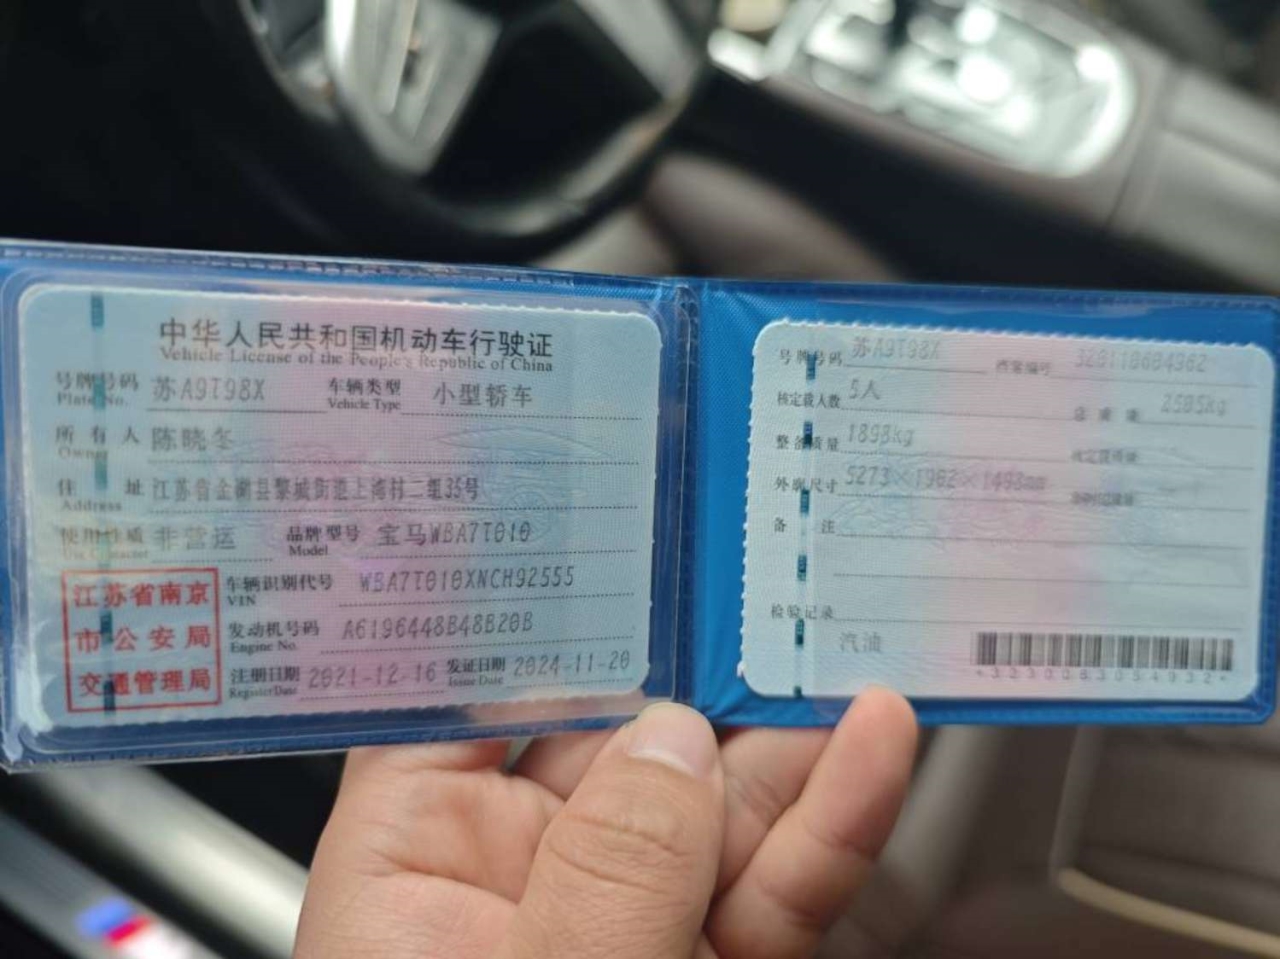 中华人民共和国机动车行驶证
Vehicle License of the People's Republic of China
号牌号码 苏A9T98X 车辆类型 小型轿车
Plate No. Vehicle Type
所有人 陈晓冬
Owner
住址 江苏省金湖县黎城街道上湾村二组35号
Address
使用性质 非营运 品牌型号 宝马WBA7T010
Use Character Model
江苏省南京
市公安局
交通管理局
车辆识别代号 WBA7T010XNCH92555
VIN
发动机号码 A6196448B48B20B
Engine No.
注册日期 2021-12-16 发证日期 2024-11-20
Register Date Issue Date
号牌号码 苏A9T98X 档案编号
核定载人数 5人 总质量 2505kg
整备质量 1898kg 核定载质量
外廓尺寸 5273×1902×1498mm
备注
检验记录
汽油